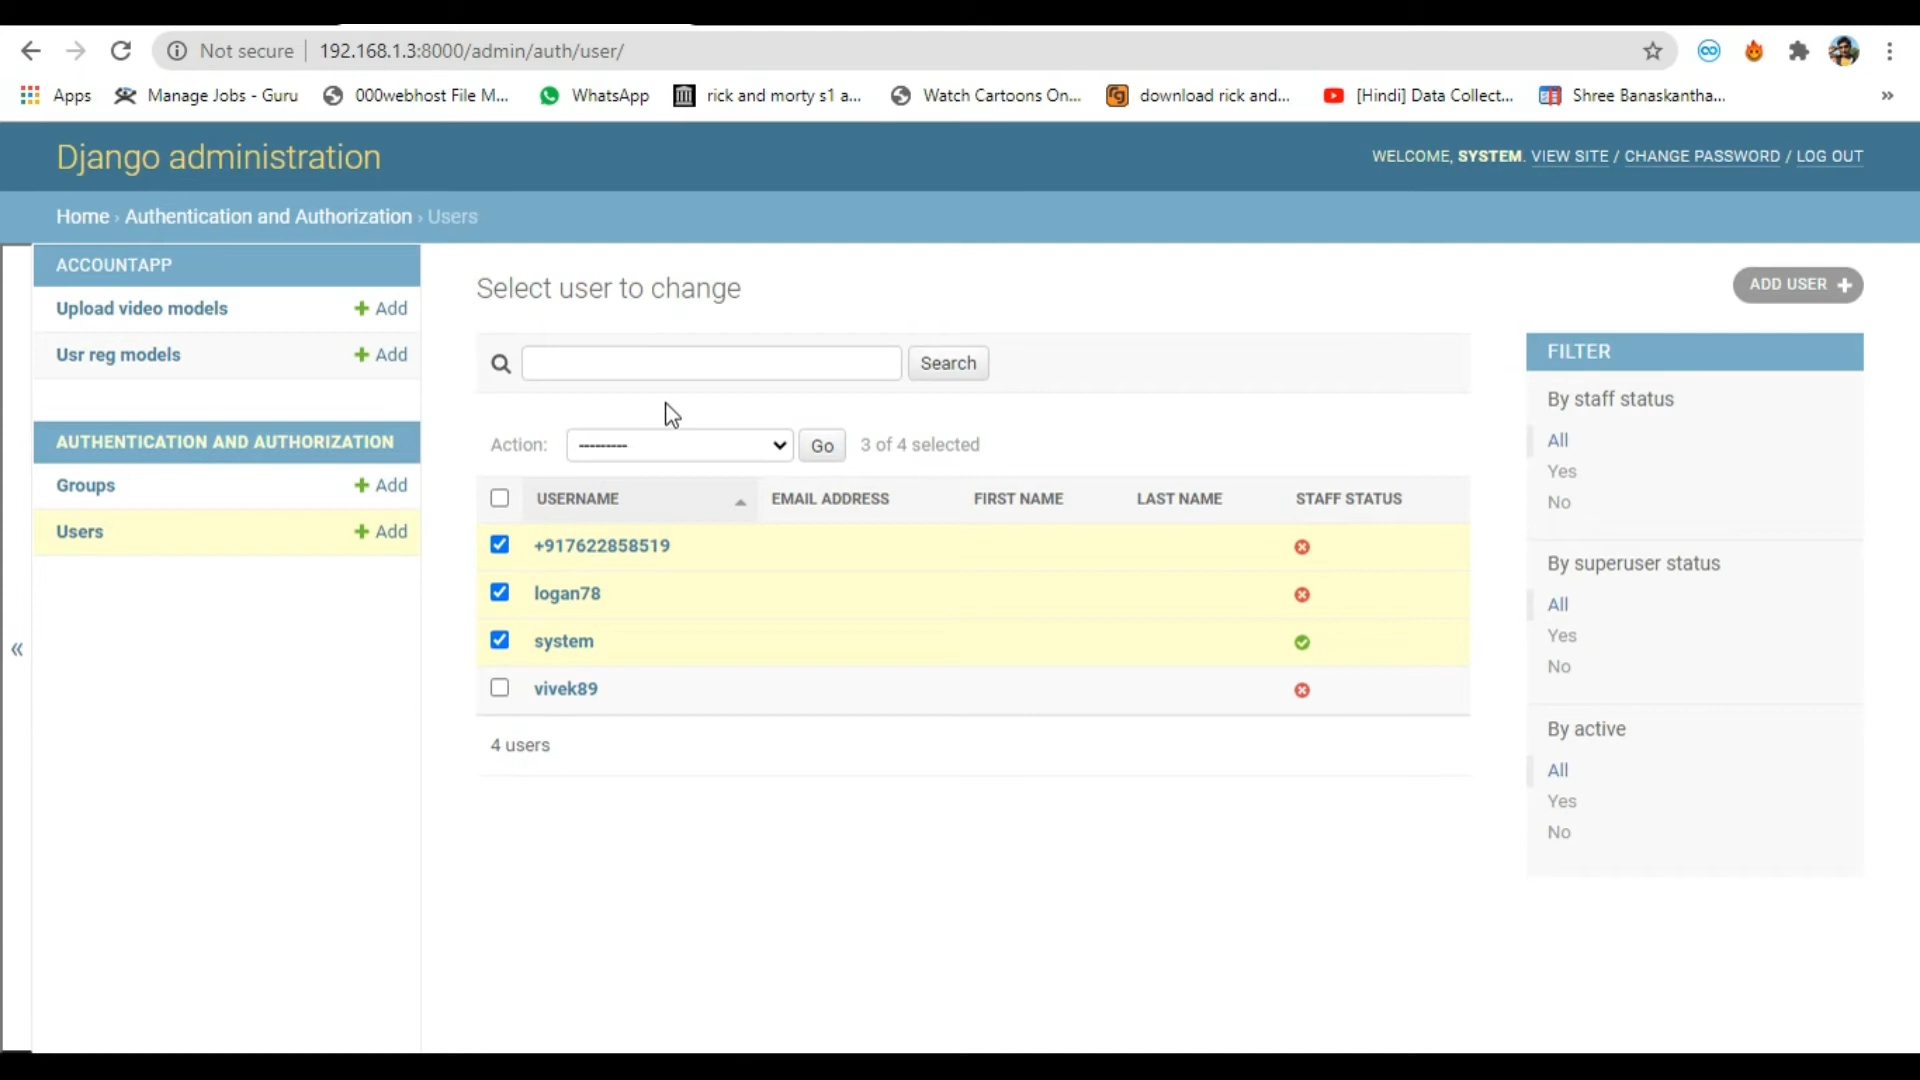 Not secure 192.168.1.3:8000/admin/auth/user/
Apps Manage Jobs - Guru 000webhost File M... WhatsApp rick and morty s1 a... Watch Cartoons On... download rick and... [Hindi] Data Collect... Shree Banaskantha... »
Django administration
WELCOME, SYSTEM. VIEW SITE / CHANGE PASSWORD / LOG OUT
Home › Authentication and Authorization › Users
ACCOUNTAPP
Upload video models + Add
Usr reg models + Add
AUTHENTICATION AND AUTHORIZATION
Groups + Add
Users + Add
«
Select user to change
ADD USER +
Search
Action: --------- Go 3 of 4 selected
USERNAME EMAIL ADDRESS FIRST NAME LAST NAME STAFF STATUS
+917622858519
logan78
system
vivek89
4 users
FILTER
By staff status
All
Yes
No
By superuser status
All
Yes
No
By active
All
Yes
No